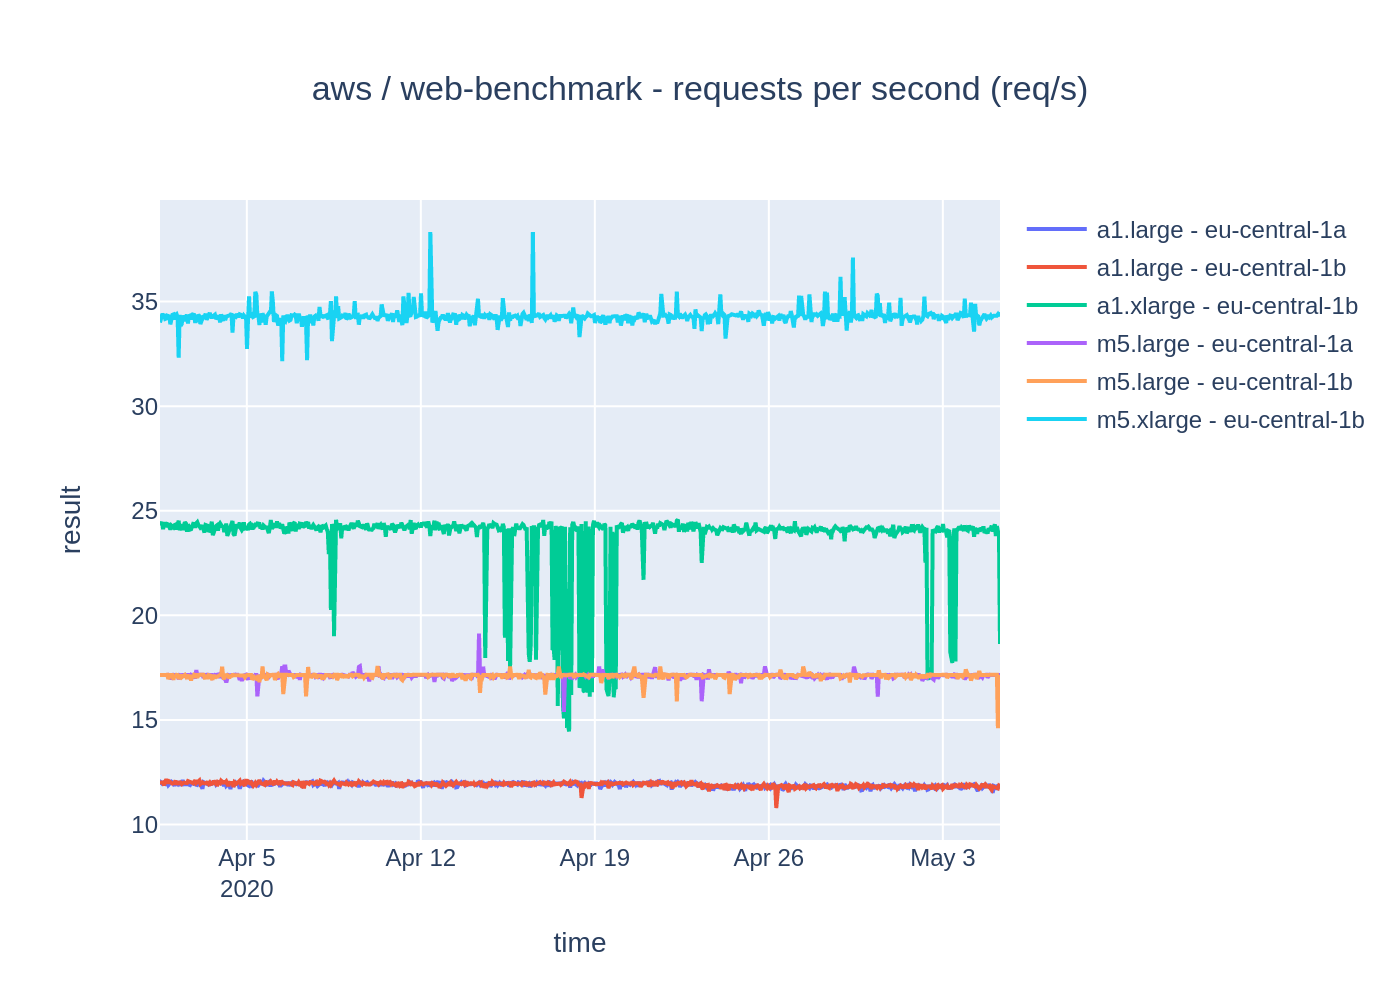 aws / web-benchmark - requests per second (req/s)
a1.large - eu-central-1a
a1.large - eu-central-1b
a1.xlarge - eu-central-1b
m5.large - eu-central-1a
m5.large - eu-central-1b
m5.xlarge - eu-central-1b
35
30
25
20
15
10
result
Apr 5
2020
Apr 12
Apr 19
Apr 26
May 3
time